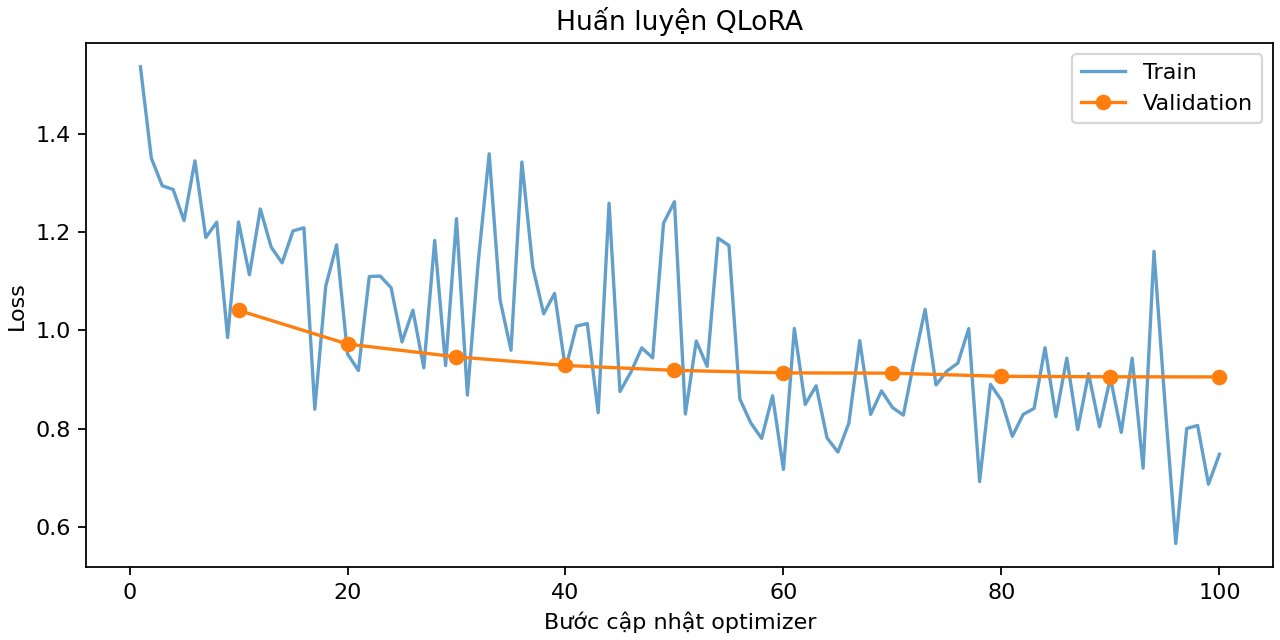 Huấn luyện QLoRA
Train
Validation
Loss
1.4
1.2
1.0
0.8
0.6
0
20
40
60
80
100
Bước cập nhật optimizer